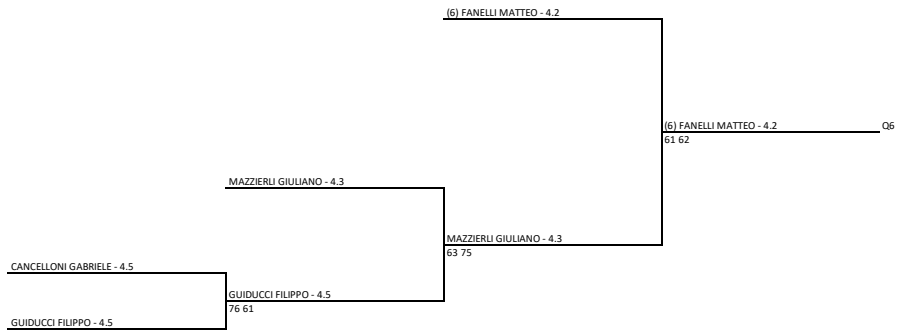 (6) FANELLI MATTEO - 4.2
(6) FANELLI MATTEO - 4.2
Q6
61 62
MAZZIERLI GIULIANO - 4.3
MAZZIERLI GIULIANO - 4.3
63 75
CANCELLONI GABRIELE - 4.5
GUIDUCCI FILIPPO - 4.5
76 61
GUIDUCCI FILIPPO - 4.5